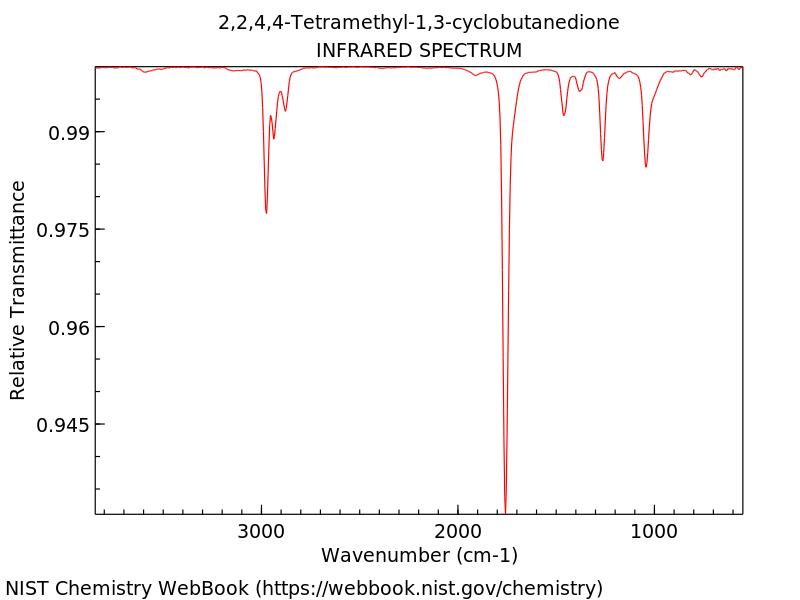 2,2,4,4-Tetramethyl-1,3-cyclobutanedione
INFRARED SPECTRUM
0.99
0.975
0.96
0.945
Relative Transmittance
3000 2000 1000
Wavenumber (cm-1)
NIST Chemistry WebBook (https://webbook.nist.gov/chemistry)